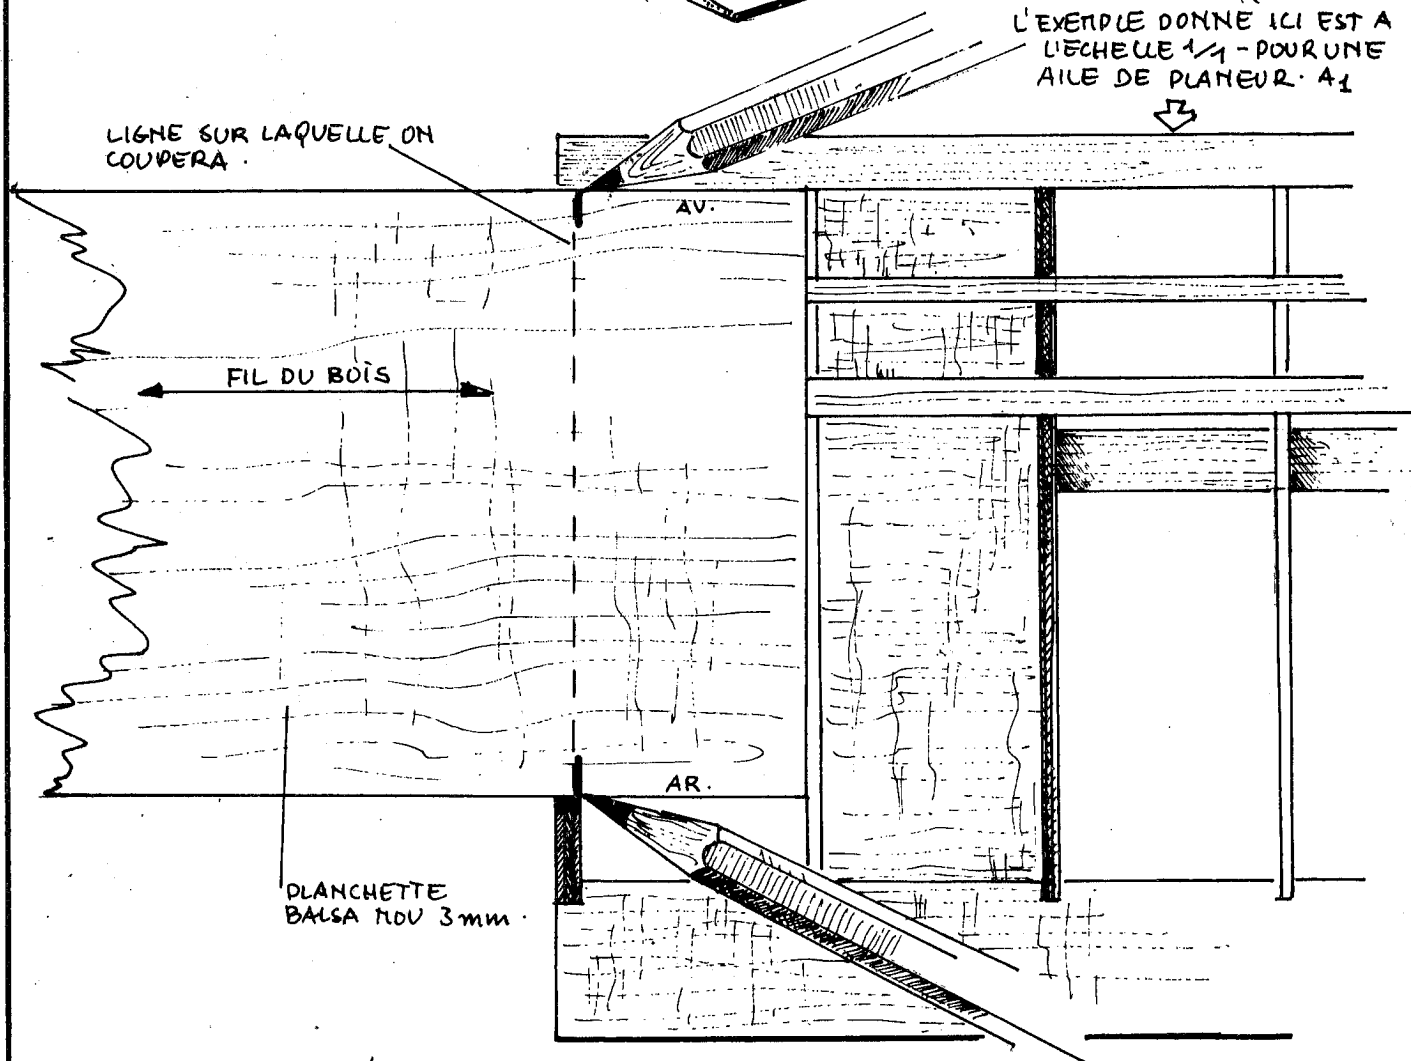 L'EXEMPLE DONNE ICI EST A
L'ECHELLE 1/1 - POUR UNE
AILE DE PLANEUR. A1
LIGNE SUR LAQUELLE ON
COUPERA.
AV.
FIL DU BOIS
AR.
PLANCHETTE
BALSA MOU 3mm.